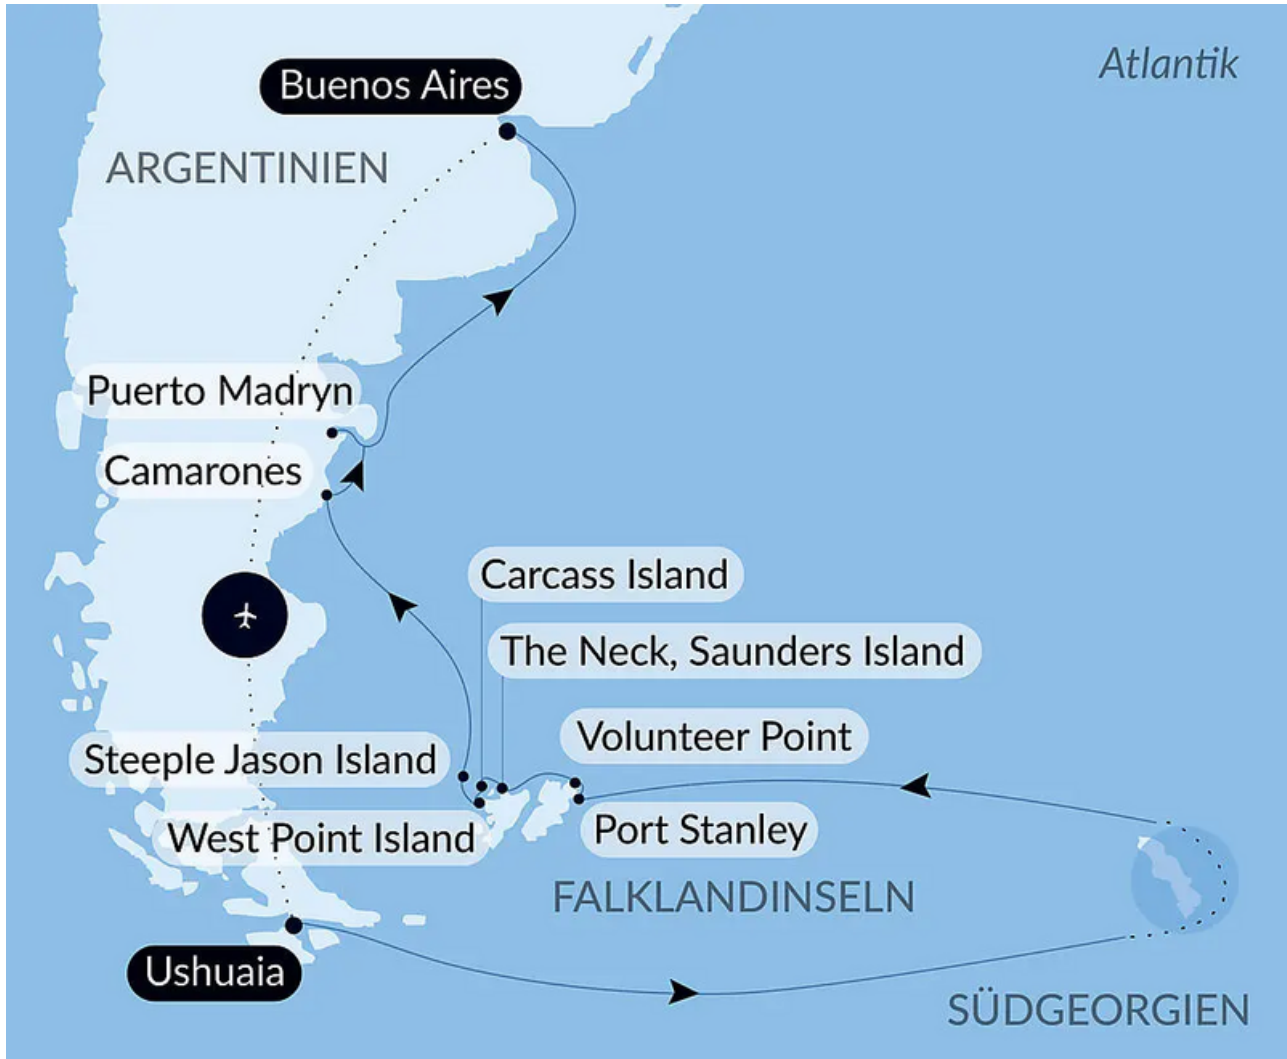 Atlantik
Buenos Aires
ARGENTINIEN
Puerto Madryn
Camarones
Carcass Island
The Neck, Saunders Island
Volunteer Point
Steeple Jason Island
Port Stanley
West Point Island
FALKLANDINSELN
Ushuaia
SÜDGEORGIEN